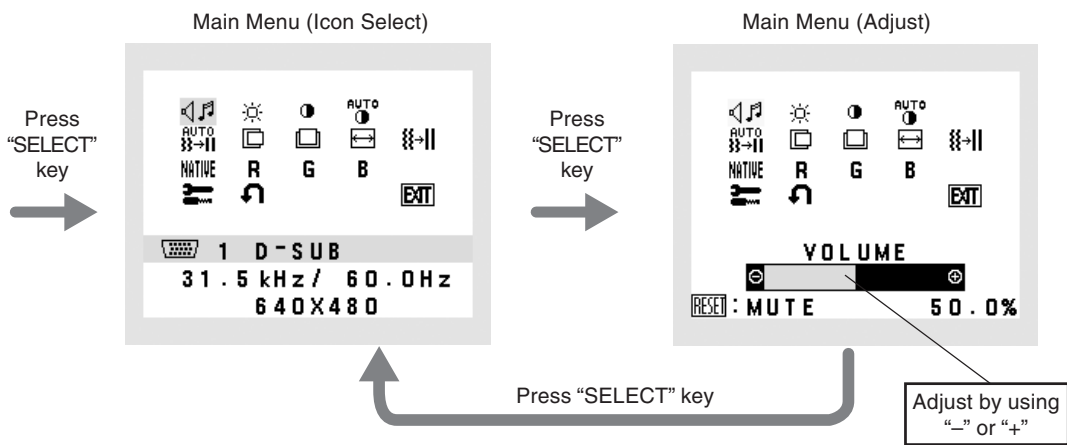 Main Menu (Icon Select)
Main Menu (Adjust)
Press
“SELECT”
key
AUTO
AUTO
NATIVE R G B
EXIT
1 D-SUB
31.5 kHz/ 60.0Hz
640X480
Press
“SELECT”
key
AUTO
AUTO
NATIVE R G B
EXIT
VOLUME
RESET : MUTE 50.0%
Press “SELECT” key
Adjust by using
“–” or “+”